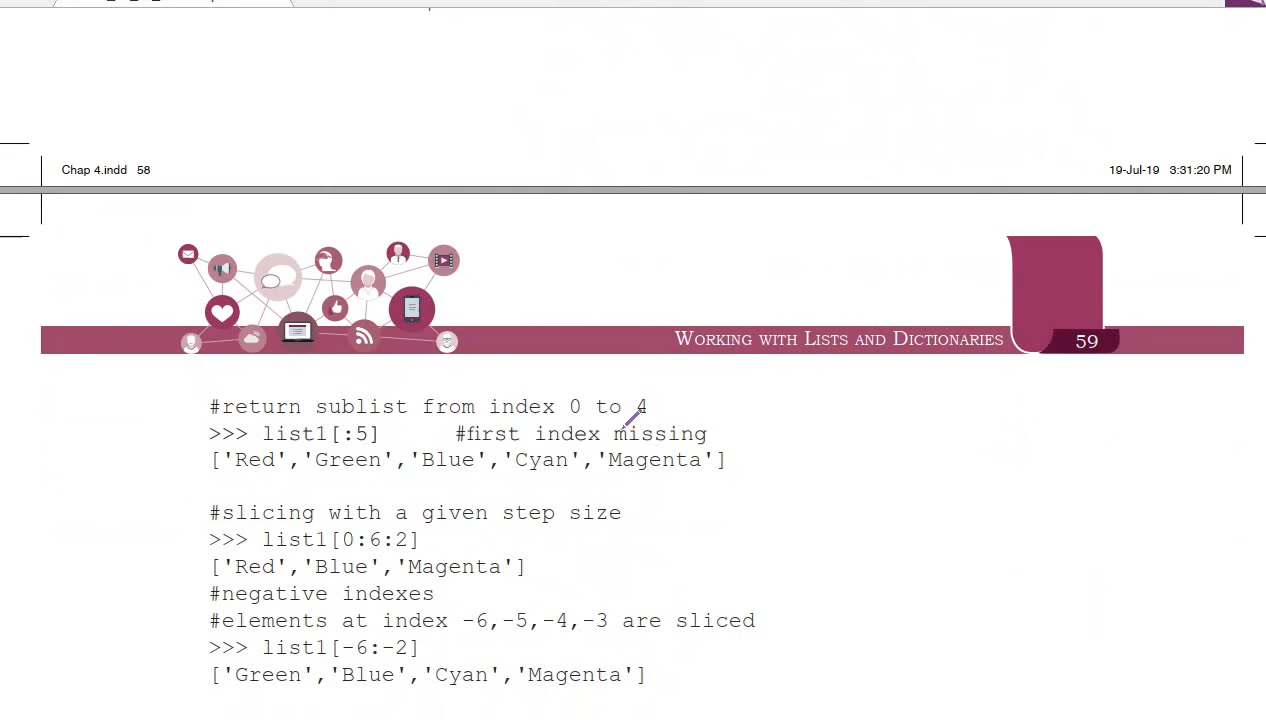 Chap 4.indd 58
19-Jul-19 3:31:20 PM
WORKING WITH LISTS AND DICTIONARIES
59
#return sublist from index 0 to 4
>>> list1[:5] #first index missing
['Red','Green','Blue','Cyan','Magenta']
#slicing with a given step size
>>> list1[0:6:2]
['Red','Blue','Magenta']
#negative indexes
#elements at index -6,-5,-4,-3 are sliced
>>> list1[-6:-2]
['Green','Blue','Cyan','Magenta']